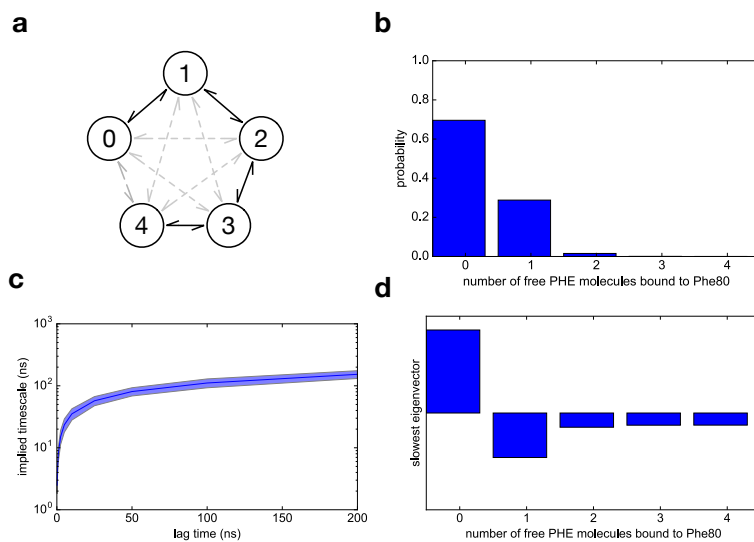 a
1
0
2
4
3
b
1.0
0.8
0.6
0.4
0.2
0.0
probability
0 1 2 3 4
number of free PHE molecules bound to Phe80
c
10³
10²
10¹
10⁰
implied timescale (ns)
0 50 100 150 200
lag time (ns)
d
slowest eigenvector
0 1 2 3 4
number of free PHE molecules bound to Phe80